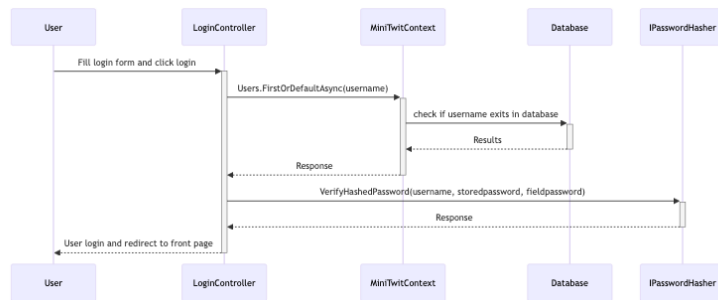 User
LoginController
MiniTwitContext
Database
IPasswordHasher
Fill login form and click login
Users.FirstOrDefaultAsync(username)
check if username exits in database
Results
Response
VerifyHashedPassword(username, storedpassword, fieldpassword)
Response
User login and redirect to front page
User
LoginController
MiniTwitContext
Database
IPasswordHasher